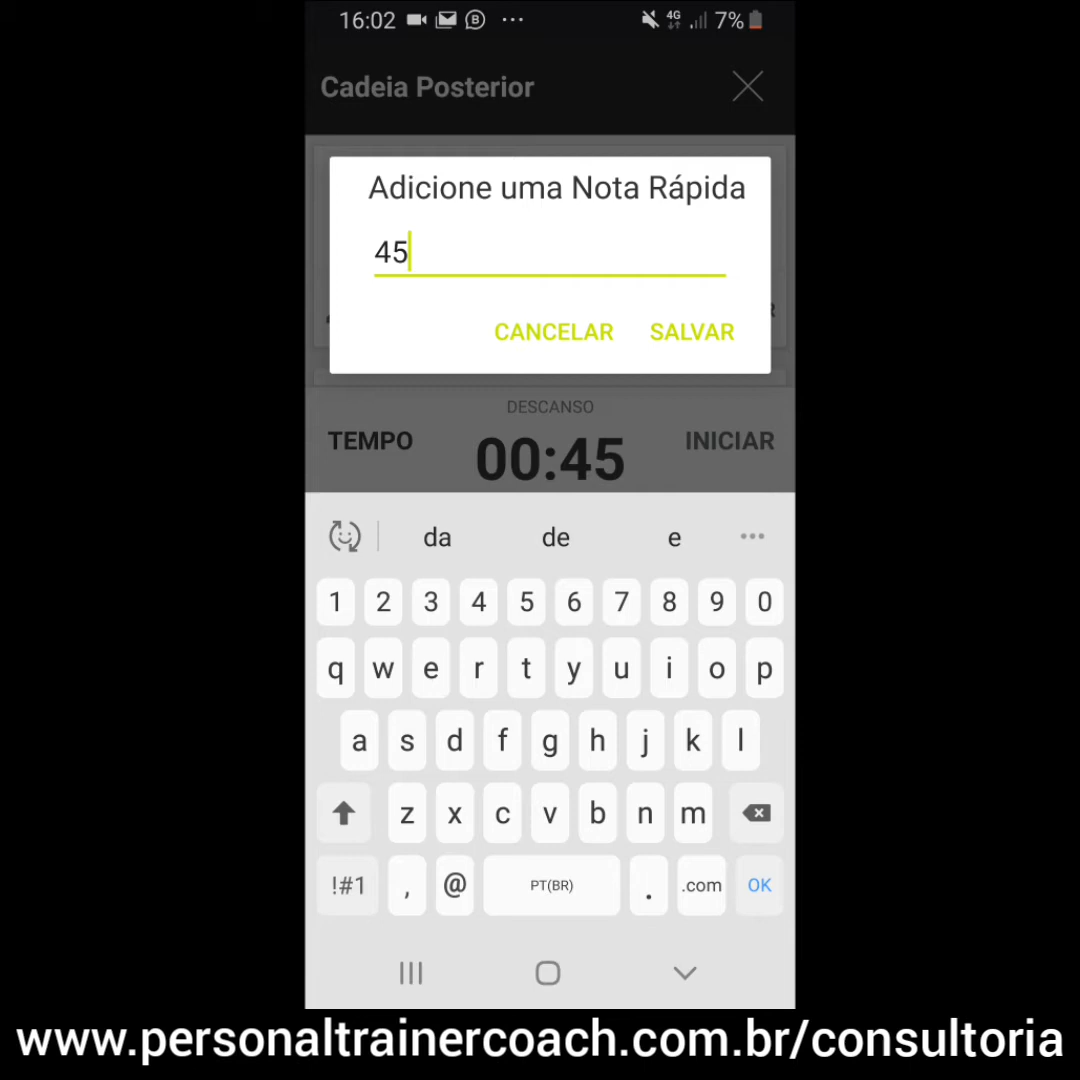 16:02 4G 7%
Cadeia Posterior
Adicione uma Nota Rápida
45
CANCELAR SALVAR
DESCANSO
TEMPO 00:45 INICIAR
da de e
1 2 3 4 5 6 7 8 9 0
q w e r t y u i o p
a s d f g h j k l
z x c v b n m
!#1 , @ PT(BR) . .com OK
www.personaltrainercoach.com.br/consultoria